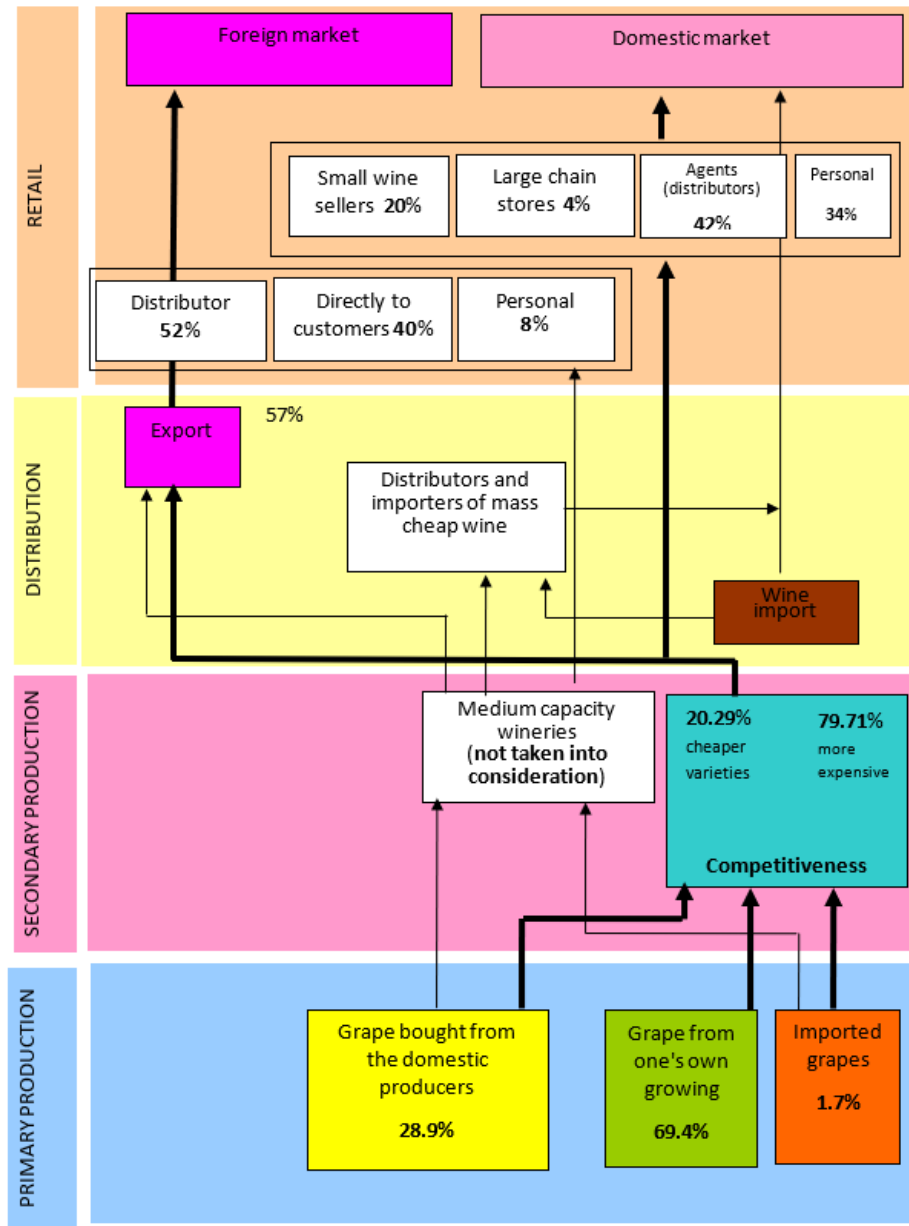 Foreign market
Domestic market
RETAIL
Small wine
sellers 20%
Large chain
stores 4%
Agents
(distributors)
42%
Personal
34%
Distributor
52%
Directly to
customers 40%
Personal
8%
DISTRIBUTION
Export
57%
Distributors and
importers of mass
cheap wine
Wine
import
SECONDARY PRODUCTION
Medium capacity
wineries
(not taken into
consideration)
20.29%
cheaper
varieties
79.71%
more
expensive
Competitiveness
PRIMARY PRODUCTION
Grape bought from
the domestic
producers
28.9%
Grape from
one's own
growing
69.4%
Imported
grapes
1.7%